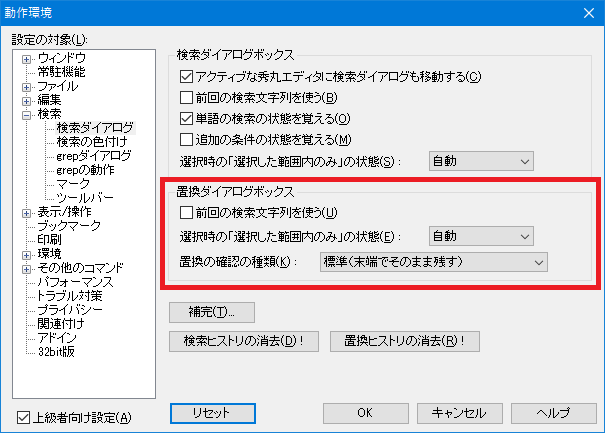 動作環境
設定の対象(L):
ウィンドウ
常駐機能
ファイル
編集
検索
検索ダイアログ
検索の色付け
grepダイアログ
grepの動作
マーク
ツールバー
表示/操作
ブックマーク
印刷
環境
その他のコマンド
パフォーマンス
トラブル対策
プライバシー
関連付け
アドイン
32bit版
上級者向け設定(A)
検索ダイアログボックス
アクティブな秀丸エディタに検索ダイアログも移動する(C)
前回の検索文字列を使う(B)
単語の検索の状態を覚える(O)
追加の条件の状態を覚える(M)
選択時の「選択した範囲内のみ」の状態(S): 自動
置換ダイアログボックス
前回の検索文字列を使う(U)
選択時の「選択した範囲内のみ」の状態(E): 自動
置換の確認の種類(K): 標準(末端でそのまま残す)
補完(T)...
検索ヒストリの消去(D)! 置換ヒストリの消去(R)!
リセット OK キャンセル ヘルプ